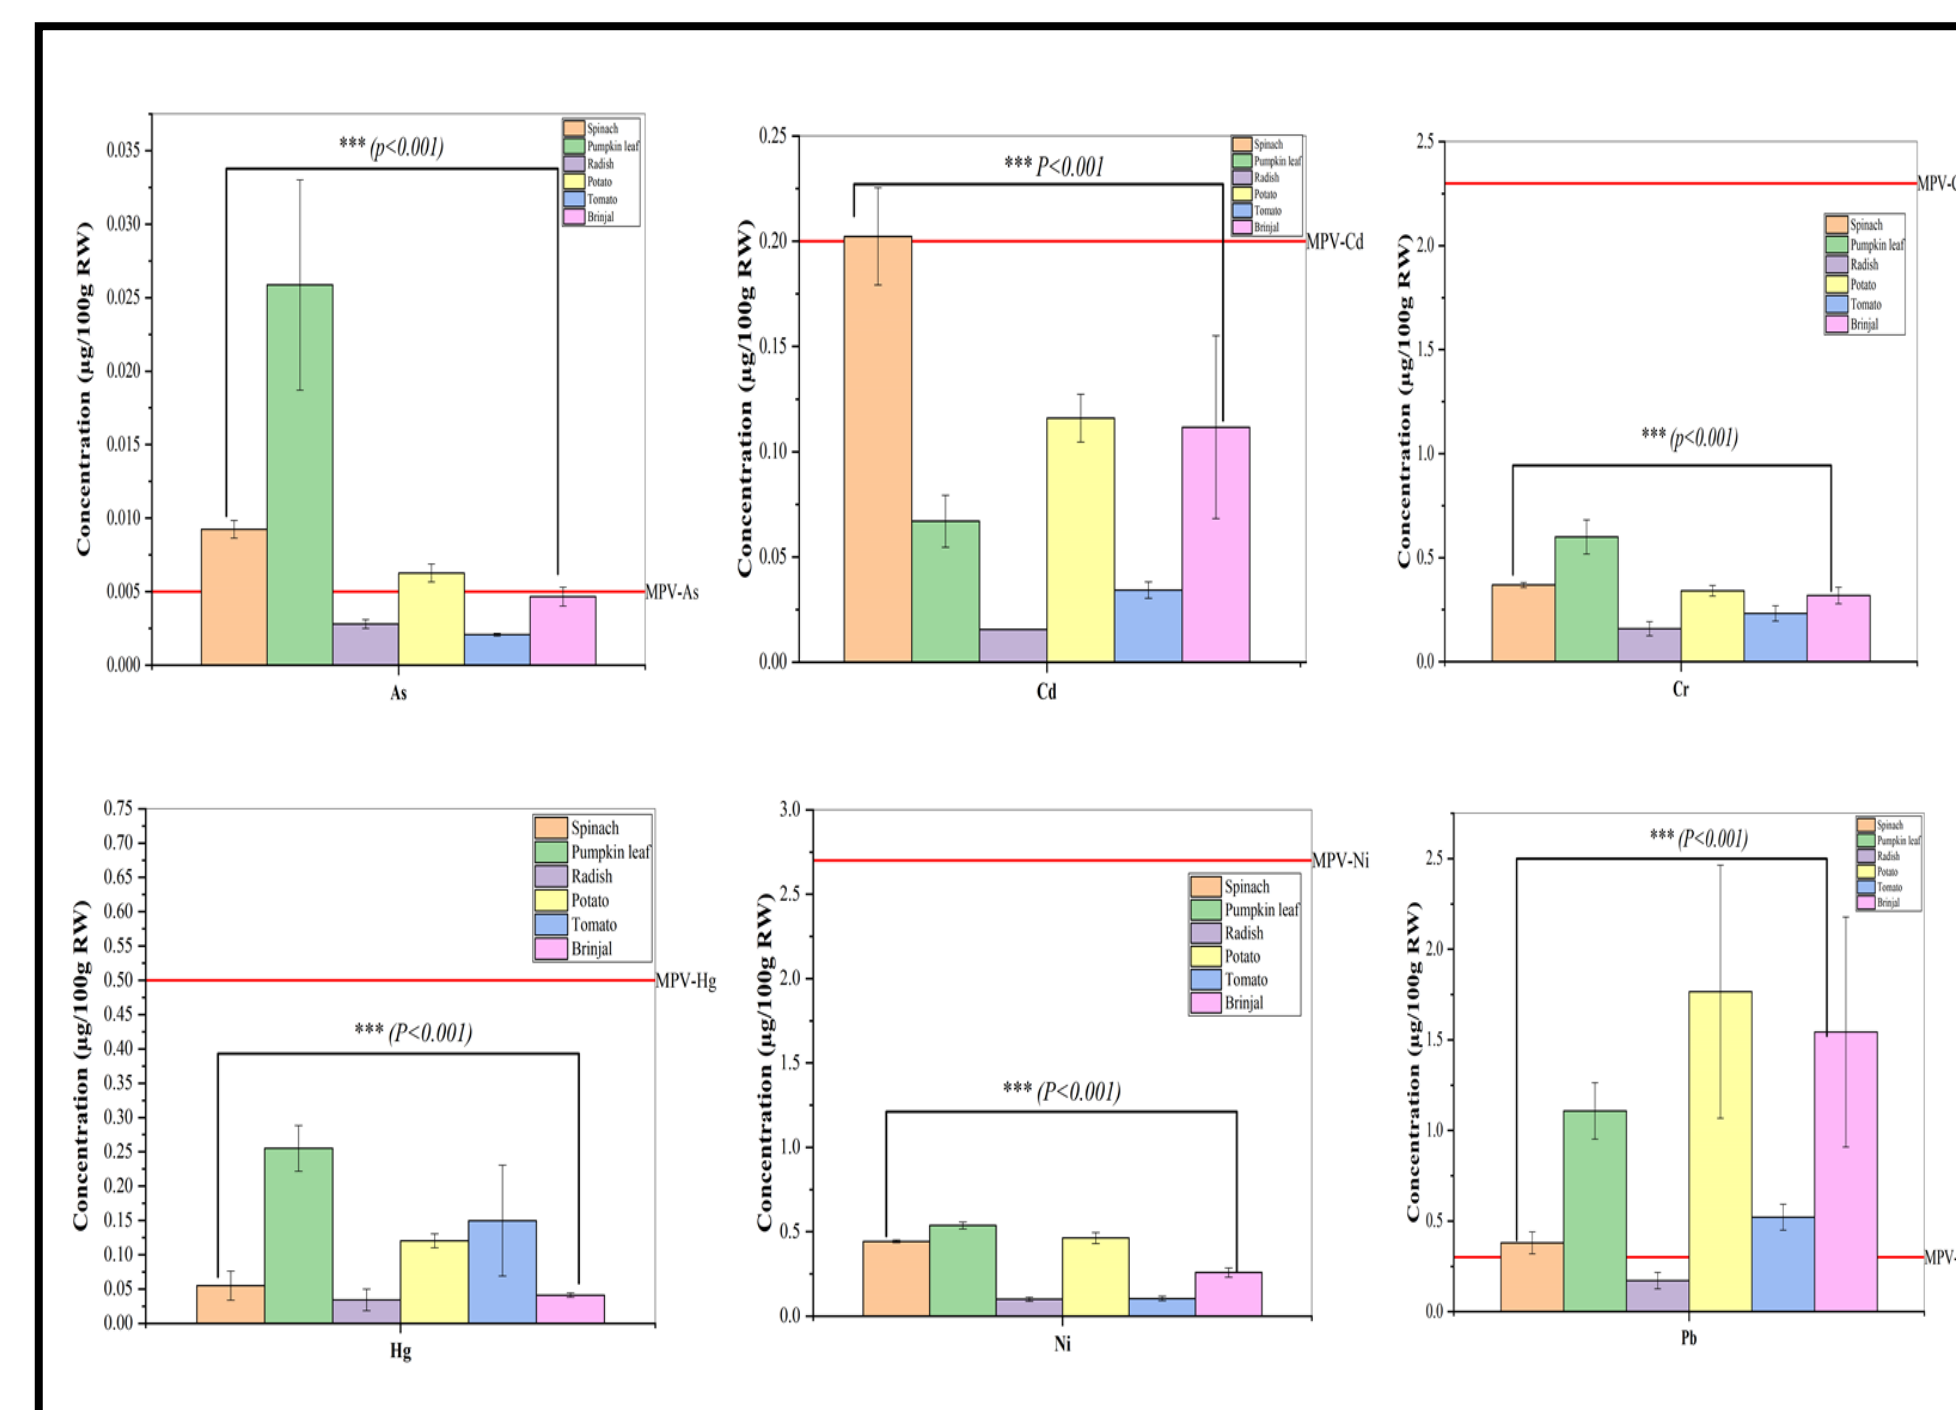 *** (p<0.001)
Spinach
Pumpkin leaf
Radish
Potato
Tomato
Brinjal
Concentration (µg/100g RW)
0.035
0.030
0.025
0.020
0.015
0.010
0.005
0.000
MPV-As
As
*** P<0.001
Spinach
Pumpkin leaf
Radish
Potato
Tomato
Brinjal
Concentration (µg/100g RW)
0.25
0.20
0.15
0.10
0.05
0.00
MPV-Cd
Cd
*** (p<0.001)
Spinach
Pumpkin leaf
Radish
Potato
Tomato
Brinjal
Concentration (µg/100g RW)
2.5
2.0
1.5
1.0
0.5
0.0
MPV-C
Cr
*** (P<0.001)
Spinach
Pumpkin leaf
Radish
Potato
Tomato
Brinjal
Concentration (µg/100g RW)
0.75
0.70
0.65
0.60
0.55
0.50
0.45
0.40
0.35
0.30
0.25
0.20
0.15
0.10
0.05
0.00
MPV-Hg
Hg
*** (P<0.001)
Spinach
Pumpkin leaf
Radish
Potato
Tomato
Brinjal
Concentration (µg/100g RW)
3.0
2.5
2.0
1.5
1.0
0.5
0.0
MPV-Ni
Ni
*** (P<0.001)
Spinach
Pumpkin leaf
Radish
Potato
Tomato
Brinjal
Concentration (µg/100g RW)
2.5
2.0
1.5
1.0
0.5
0.0
MPV-
Pb